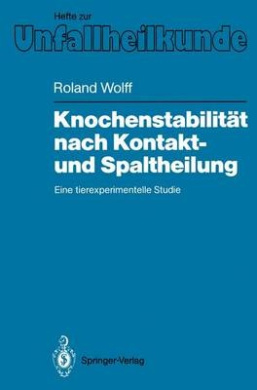 Hefte zur
Unfallheilkunde
Roland Wolff
Knochenstabilität
nach Kontakt-
und Spaltheilung
Eine tierexperimentelle Studie
Springer-Verlag